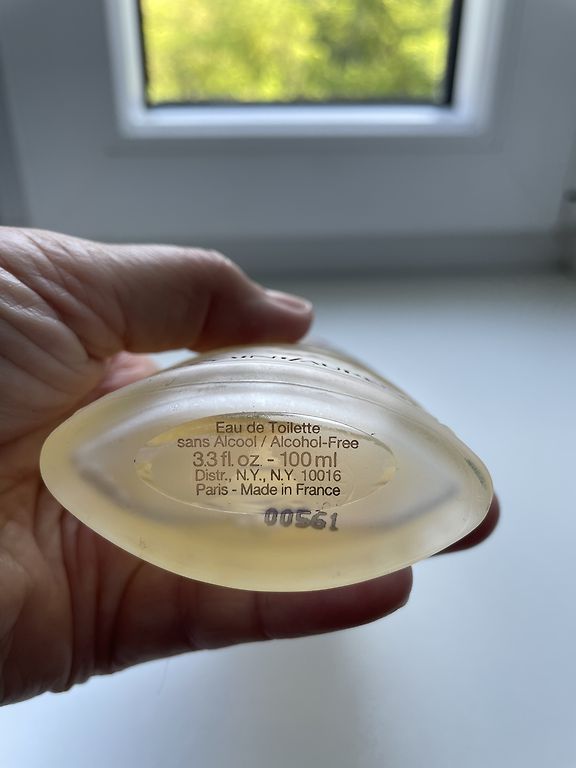 Eau de Toilette
sans Alcool / Alcohol-Free
3.3 fl. oz. - 100 ml
Distr., N.Y., N.Y. 10016
Paris - Made in France
00561